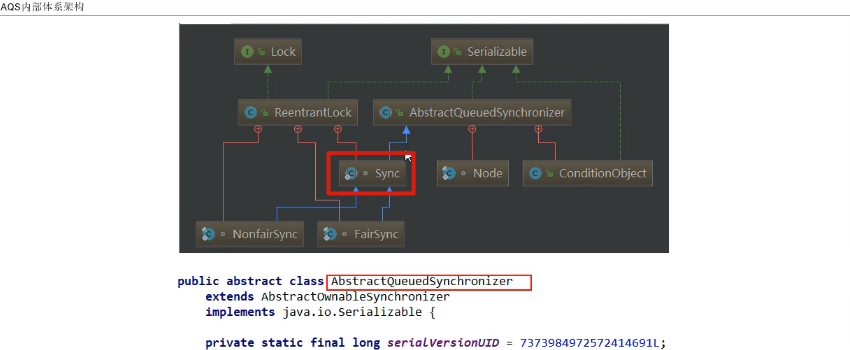 AQS内部体系架构
Lock
Serializable
ReentrantLock
AbstractQueuedSynchronizer
Sync
Node
ConditionObject
NonfairSync
FairSync
public abstract class AbstractQueuedSynchronizer
extends AbstractOwnableSynchronizer
implements java.io.Serializable {
private static final long serialVersionUID = 7373984972572414691L;